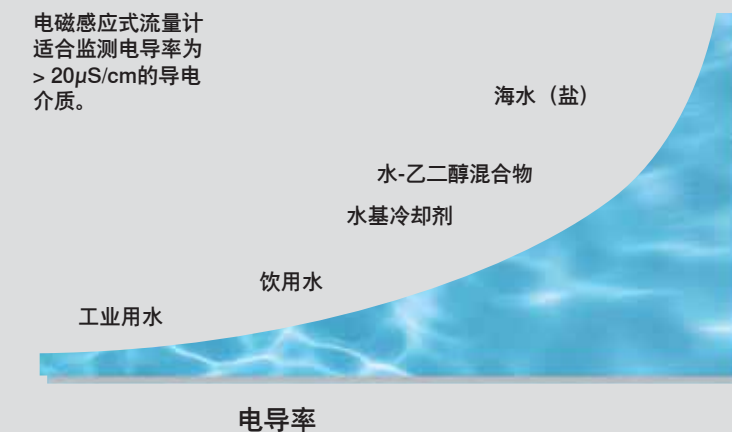 电磁感应式流量计
适合监测电导率为
> 20μS/cm的导电
介质。
海水（盐）
水-乙二醇混合物
水基冷却剂
饮用水
工业用水
电导率